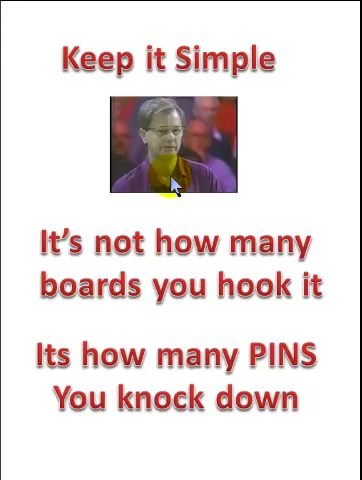 Keep it Simple
It's not how many
boards you hook it
Its how many PINS
You knock down